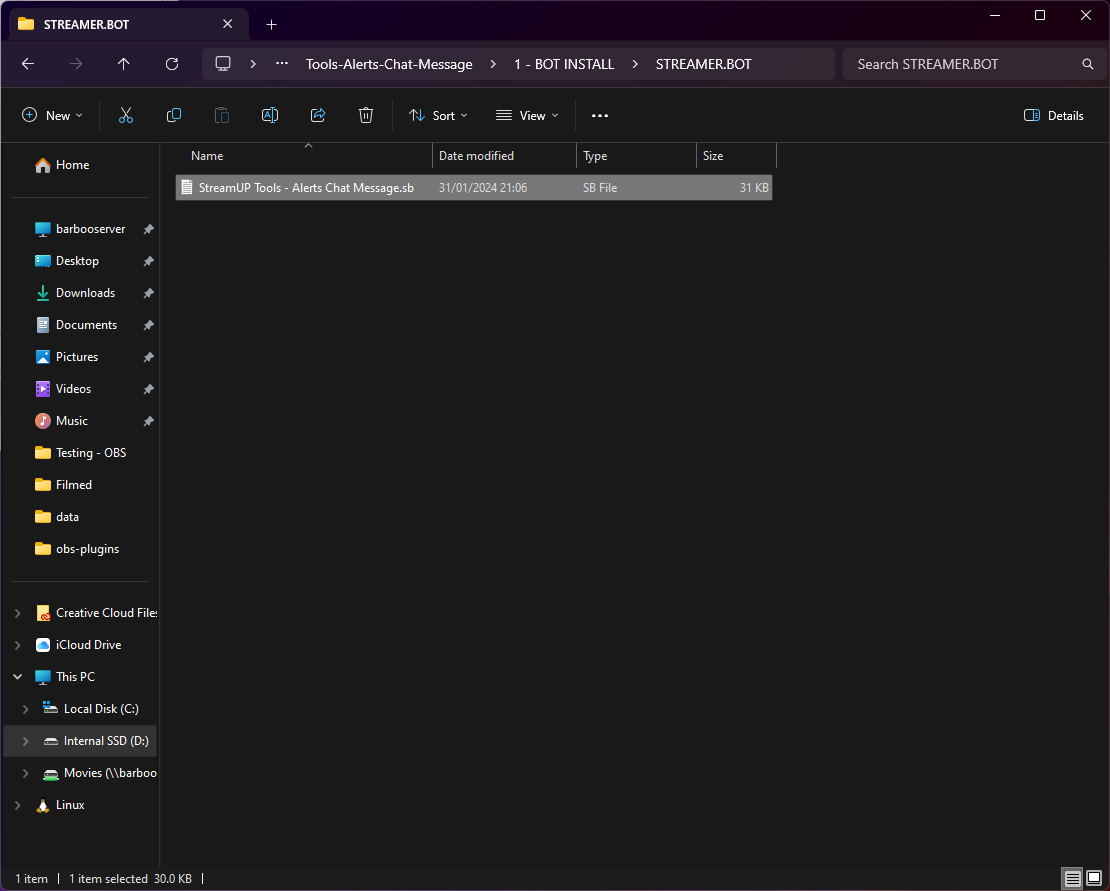 STREAMER.BOT
Tools-Alerts-Chat-Message > 1 - BOT INSTALL > STREAMER.BOT
Search STREAMER.BOT
New
Sort
View
Details
Name Date modified Type Size
StreamUP Tools - Alerts Chat Message.sb 31/01/2024 21:06 SB File 31 KB
Home
barbooserver
Desktop
Downloads
Documents
Pictures
Videos
Music
Testing - OBS
Filmed
data
obs-plugins
Creative Cloud Files
iCloud Drive
This PC
Local Disk (C:)
Internal SSD (D:)
Movies (\\barboo
Linux
1 item | 1 item selected 30.0 KB |